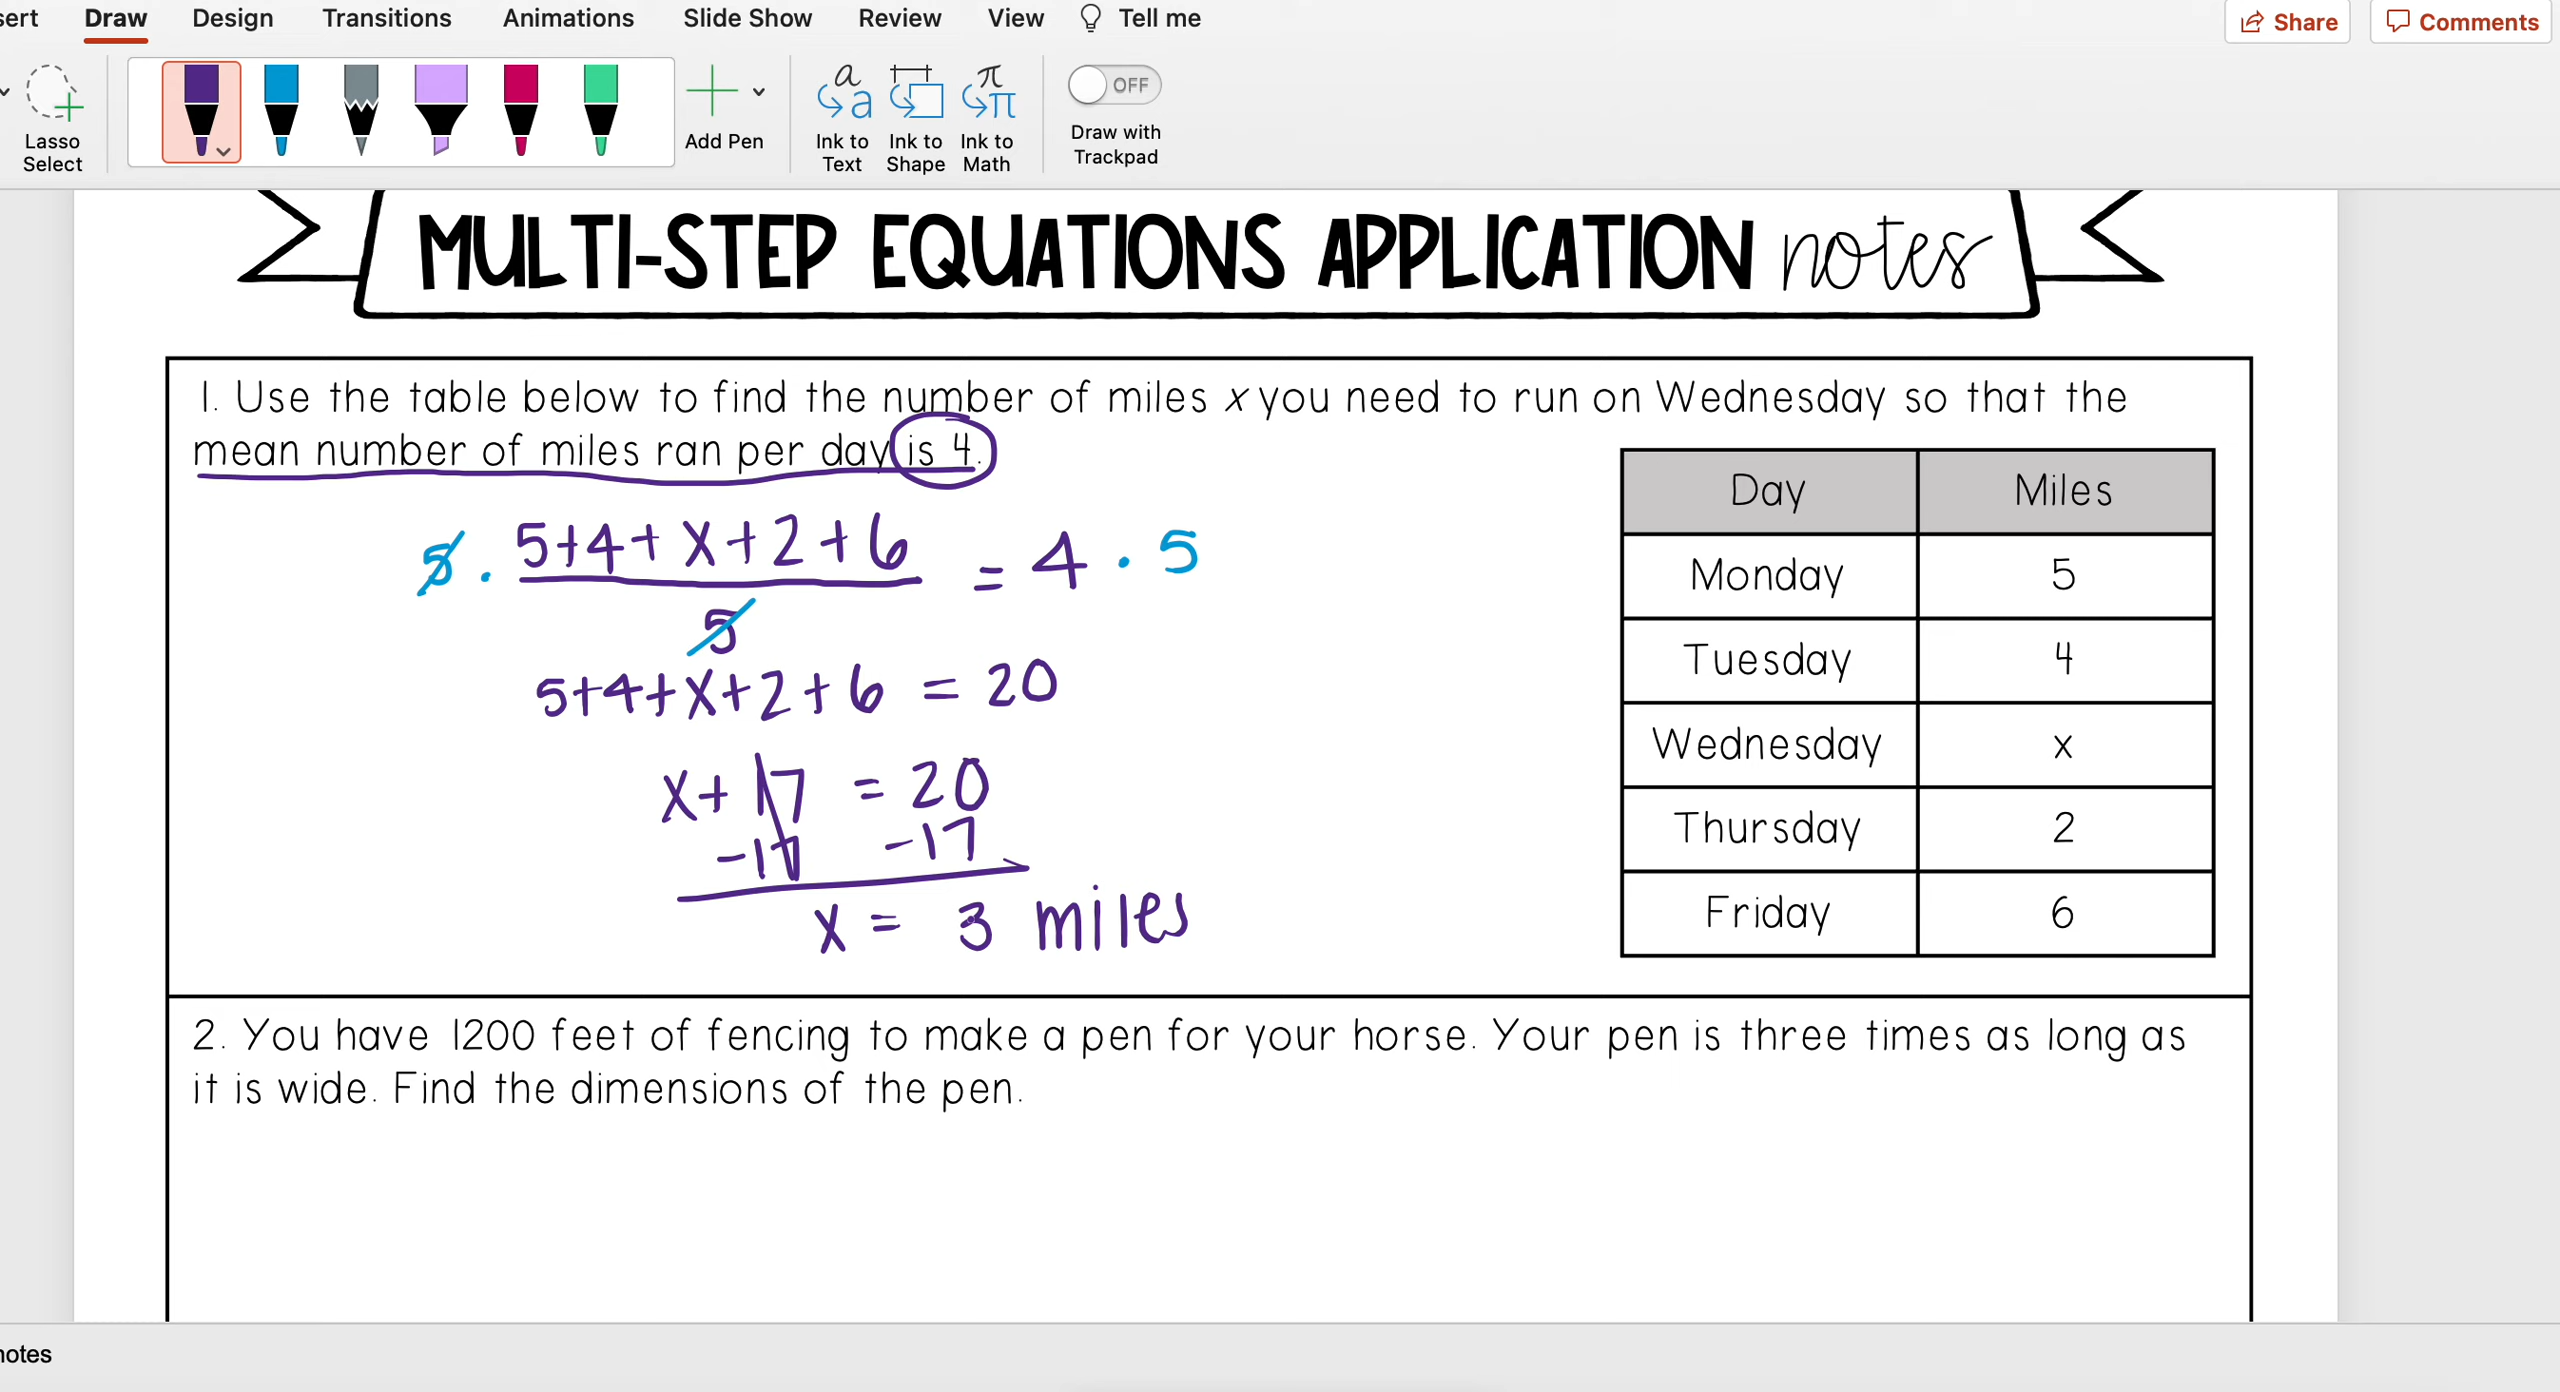 Draw Design Transitions Animations Slide Show Review View Tell me Share Comments
OFF
Lasso Select
Add Pen
Ink to Text
Ink to Shape
Ink to Math
Draw with Trackpad
MULTI-STEP EQUATIONS APPLICATION notes
1. Use the table below to find the number of miles x you need to run on Wednesday so that the
mean number of miles ran per day is 4.
5 · 5+4+x+2+6 = 4 · 5
5
5+4+x+2+6 = 20
x+17 = 20
-17 -17
x = 3 miles
Day Miles
Monday 5
Tuesday 4
Wednesday x
Thursday 2
Friday 6
2. You have 1200 feet of fencing to make a pen for your horse. Your pen is three times as long as
it is wide. Find the dimensions of the pen.